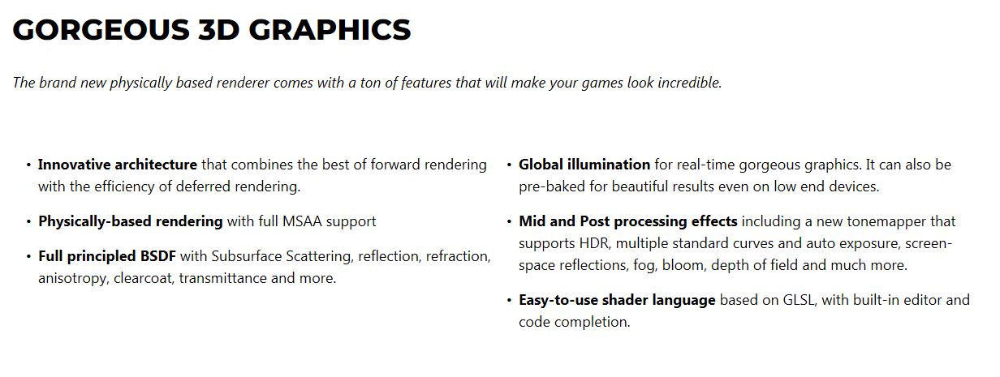 GORGEOUS 3D GRAPHICS
The brand new physically based renderer comes with a ton of features that will make your games look incredible.
• Innovative architecture that combines the best of forward rendering
with the efficiency of deferred rendering.
• Physically-based rendering with full MSAA support
• Full principled BSDF with Subsurface Scattering, reflection, refraction,
anisotropy, clearcoat, transmittance and more.
• Global illumination for real-time gorgeous graphics. It can also be
pre-baked for beautiful results even on low end devices.
• Mid and Post processing effects including a new tonemapper that
supports HDR, multiple standard curves and auto exposure, screen-
space reflections, fog, bloom, depth of field and much more.
• Easy-to-use shader language based on GLSL, with built-in editor and
code completion.